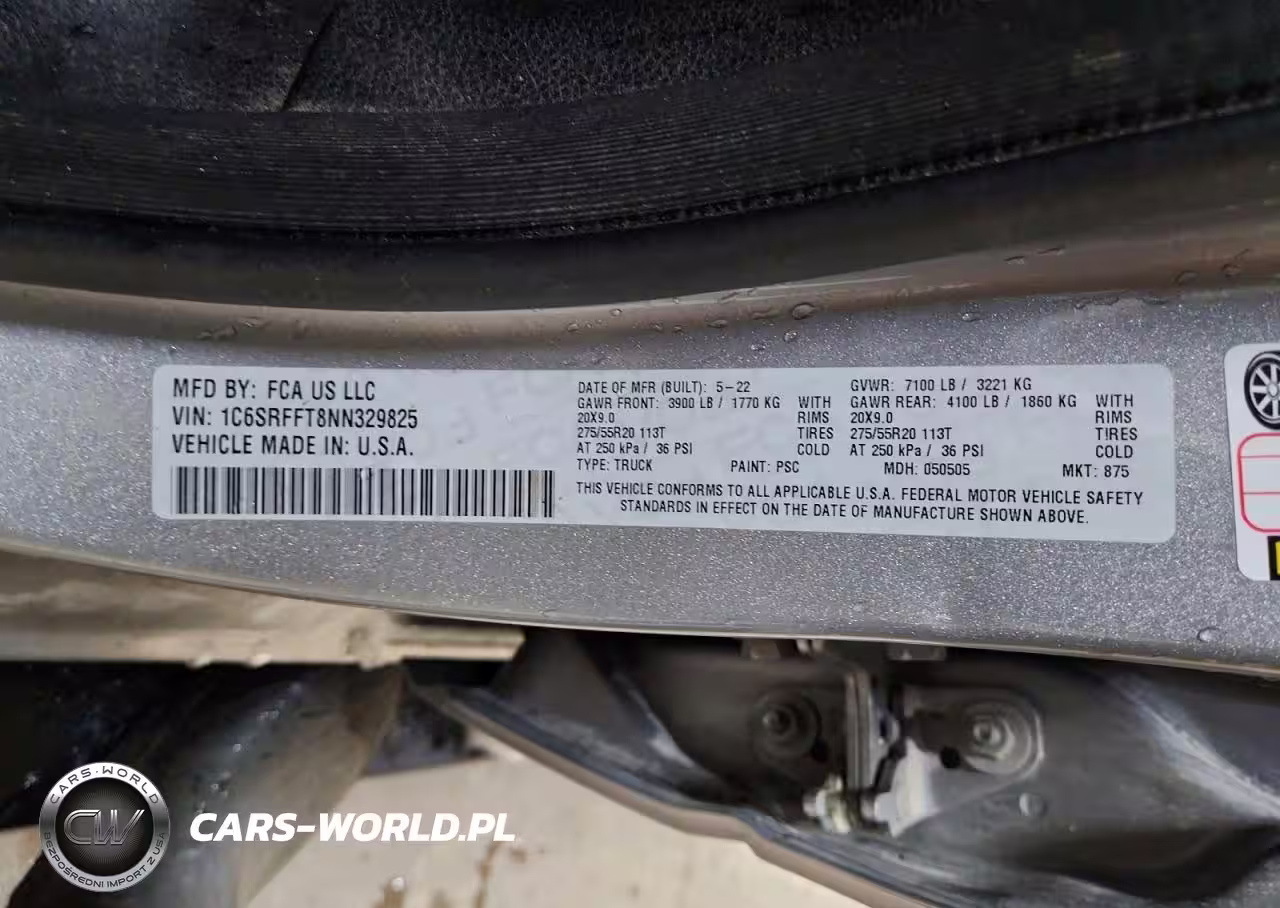 MFD BY: FCA US LLC
VIN: 1C6SRFFT8NN329825
VEHICLE MADE IN: U.S.A.
DATE OF MFR (BUILT): 5-22 GVWR: 7100 LB / 3221 KG
GAWR FRONT: 3900 LB / 1770 KG WITH GAWR REAR: 4100 LB / 1860 KG WITH
20X9.0 RIMS 20X9.0 RIMS
275/55R20 113T TIRES 275/55R20 113T TIRES
AT 250 kPa / 36 PSI COLD AT 250 kPa / 36 PSI COLD
TYPE: TRUCK PAINT: PSC MDH: 050505 MKT: 875
THIS VEHICLE CONFORMS TO ALL APPLICABLE U.S.A. FEDERAL MOTOR VEHICLE SAFETY
STANDARDS IN EFFECT ON THE DATE OF MANUFACTURE SHOWN ABOVE.
CARS-WORLD
CW
BEZPOŚREDNI IMPORT Z USA
CARS-WORLD.PL